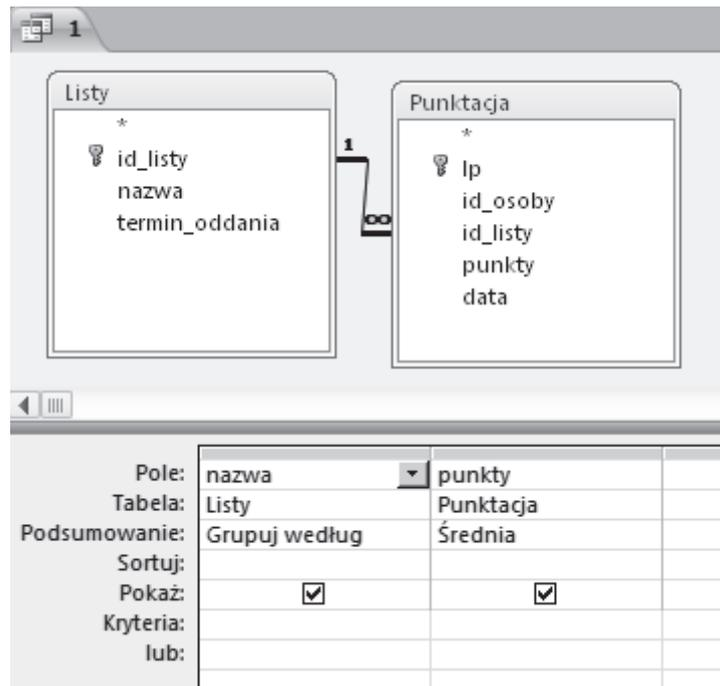 1
Listy
*
id_listy
nazwa
termin_oddania
1
∞
Punktacja
*
lp
id_osoby
id_listy
punkty
data
Pole: nazwa punkty
Tabela: Listy Punktacja
Podsumowanie: Grupuj według Średnia
Sortuj:
Pokaż:
Kryteria:
lub: